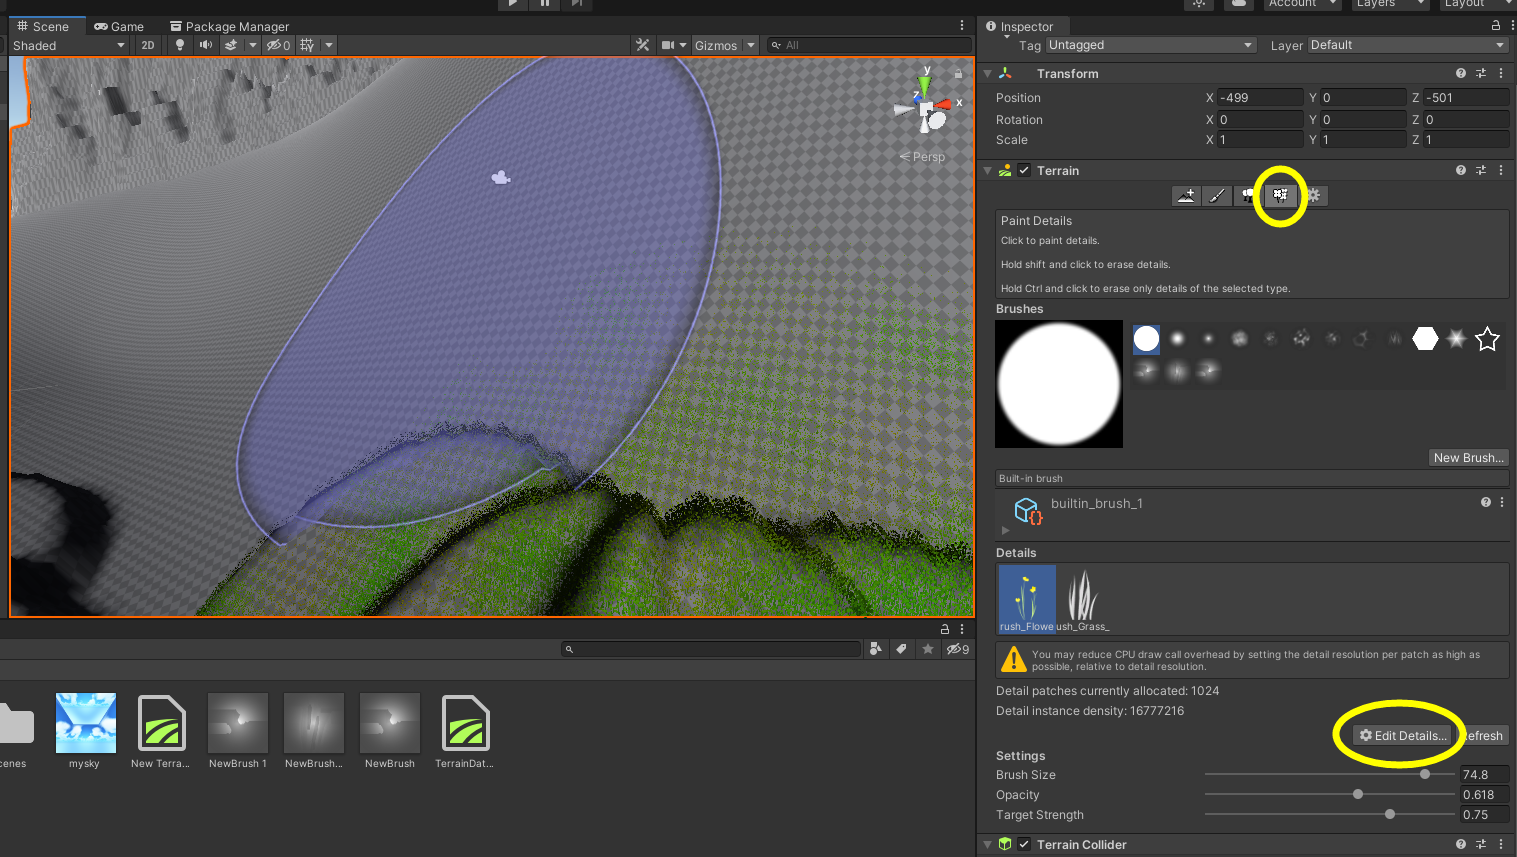 Account
Layers
Layout
Scene
Game
Package Manager
Shaded
2D
0
Gizmos
All
y
z
x
Persp
9
mysky
New Terra...
NewBrush 1
NewBrush...
NewBrush
TerrainDat...
Inspector
Tag Untagged Layer Default
Transform
Position X -499 Y 0 Z -501
Rotation X 0 Y 0 Z 0
Scale X 1 Y 1 Z 1
Terrain
Paint Details
Click to paint details.
Hold shift and click to erase details.
Hold Ctrl and click to erase only details of the selected type.
Brushes
New Brush...
Built-in brush
builtin_brush_1
Details
rush_Flowe ush_Grass_
You may reduce CPU draw call overhead by setting the detail resolution per patch as high as
possible, relative to detail resolution.
Detail patches currently allocated: 1024
Detail instance density: 16777216
Edit Details... efresh
Settings
Brush Size 74.8
Opacity 0.618
Target Strength 0.75
Terrain Collider